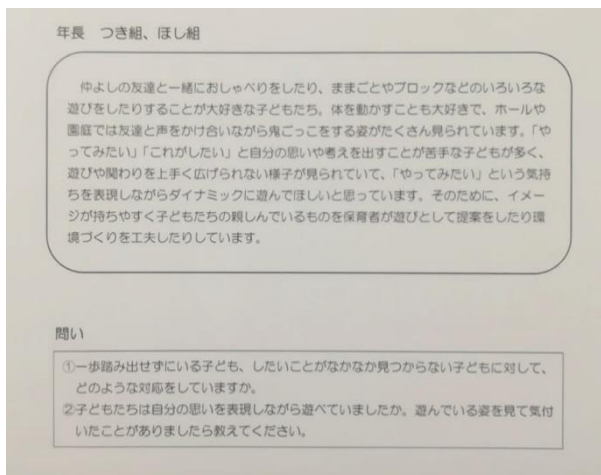 年長　つき組、ほし組
仲よしの友達と一緒におしゃべりをしたり、ままごとやブロックなどのいろいろな
遊びをしたりすることが大好きな子どもたち。体を動かすことも大好きで、ホールや
園庭では友達と声をかけ合いながら鬼ごっこをする姿がたくさん見られています。「や
ってみたい」「これがしたい」と自分の思いや考えを出すことが苦手な子どもが多く、
遊びや関わりを上手く広げられない様子が見られていて、「やってみたい」という気持
ちを表現しながらダイナミックに遊んでほしいと思っています。そのために、イメー
ジが持ちやすく子どもたちの親しんでいるものを保育者が遊びとして提案をしたり環
境づくりを工夫したりしています。
問い
①一歩踏み出せずにいる子ども、したいことがなかなか見つからない子どもに対して、
どのような対応をしていますか。
②子どもたちは自分の思いを表現しながら遊べていましたか。遊んでいる姿を見て気付
いたことがありましたら教えてください。